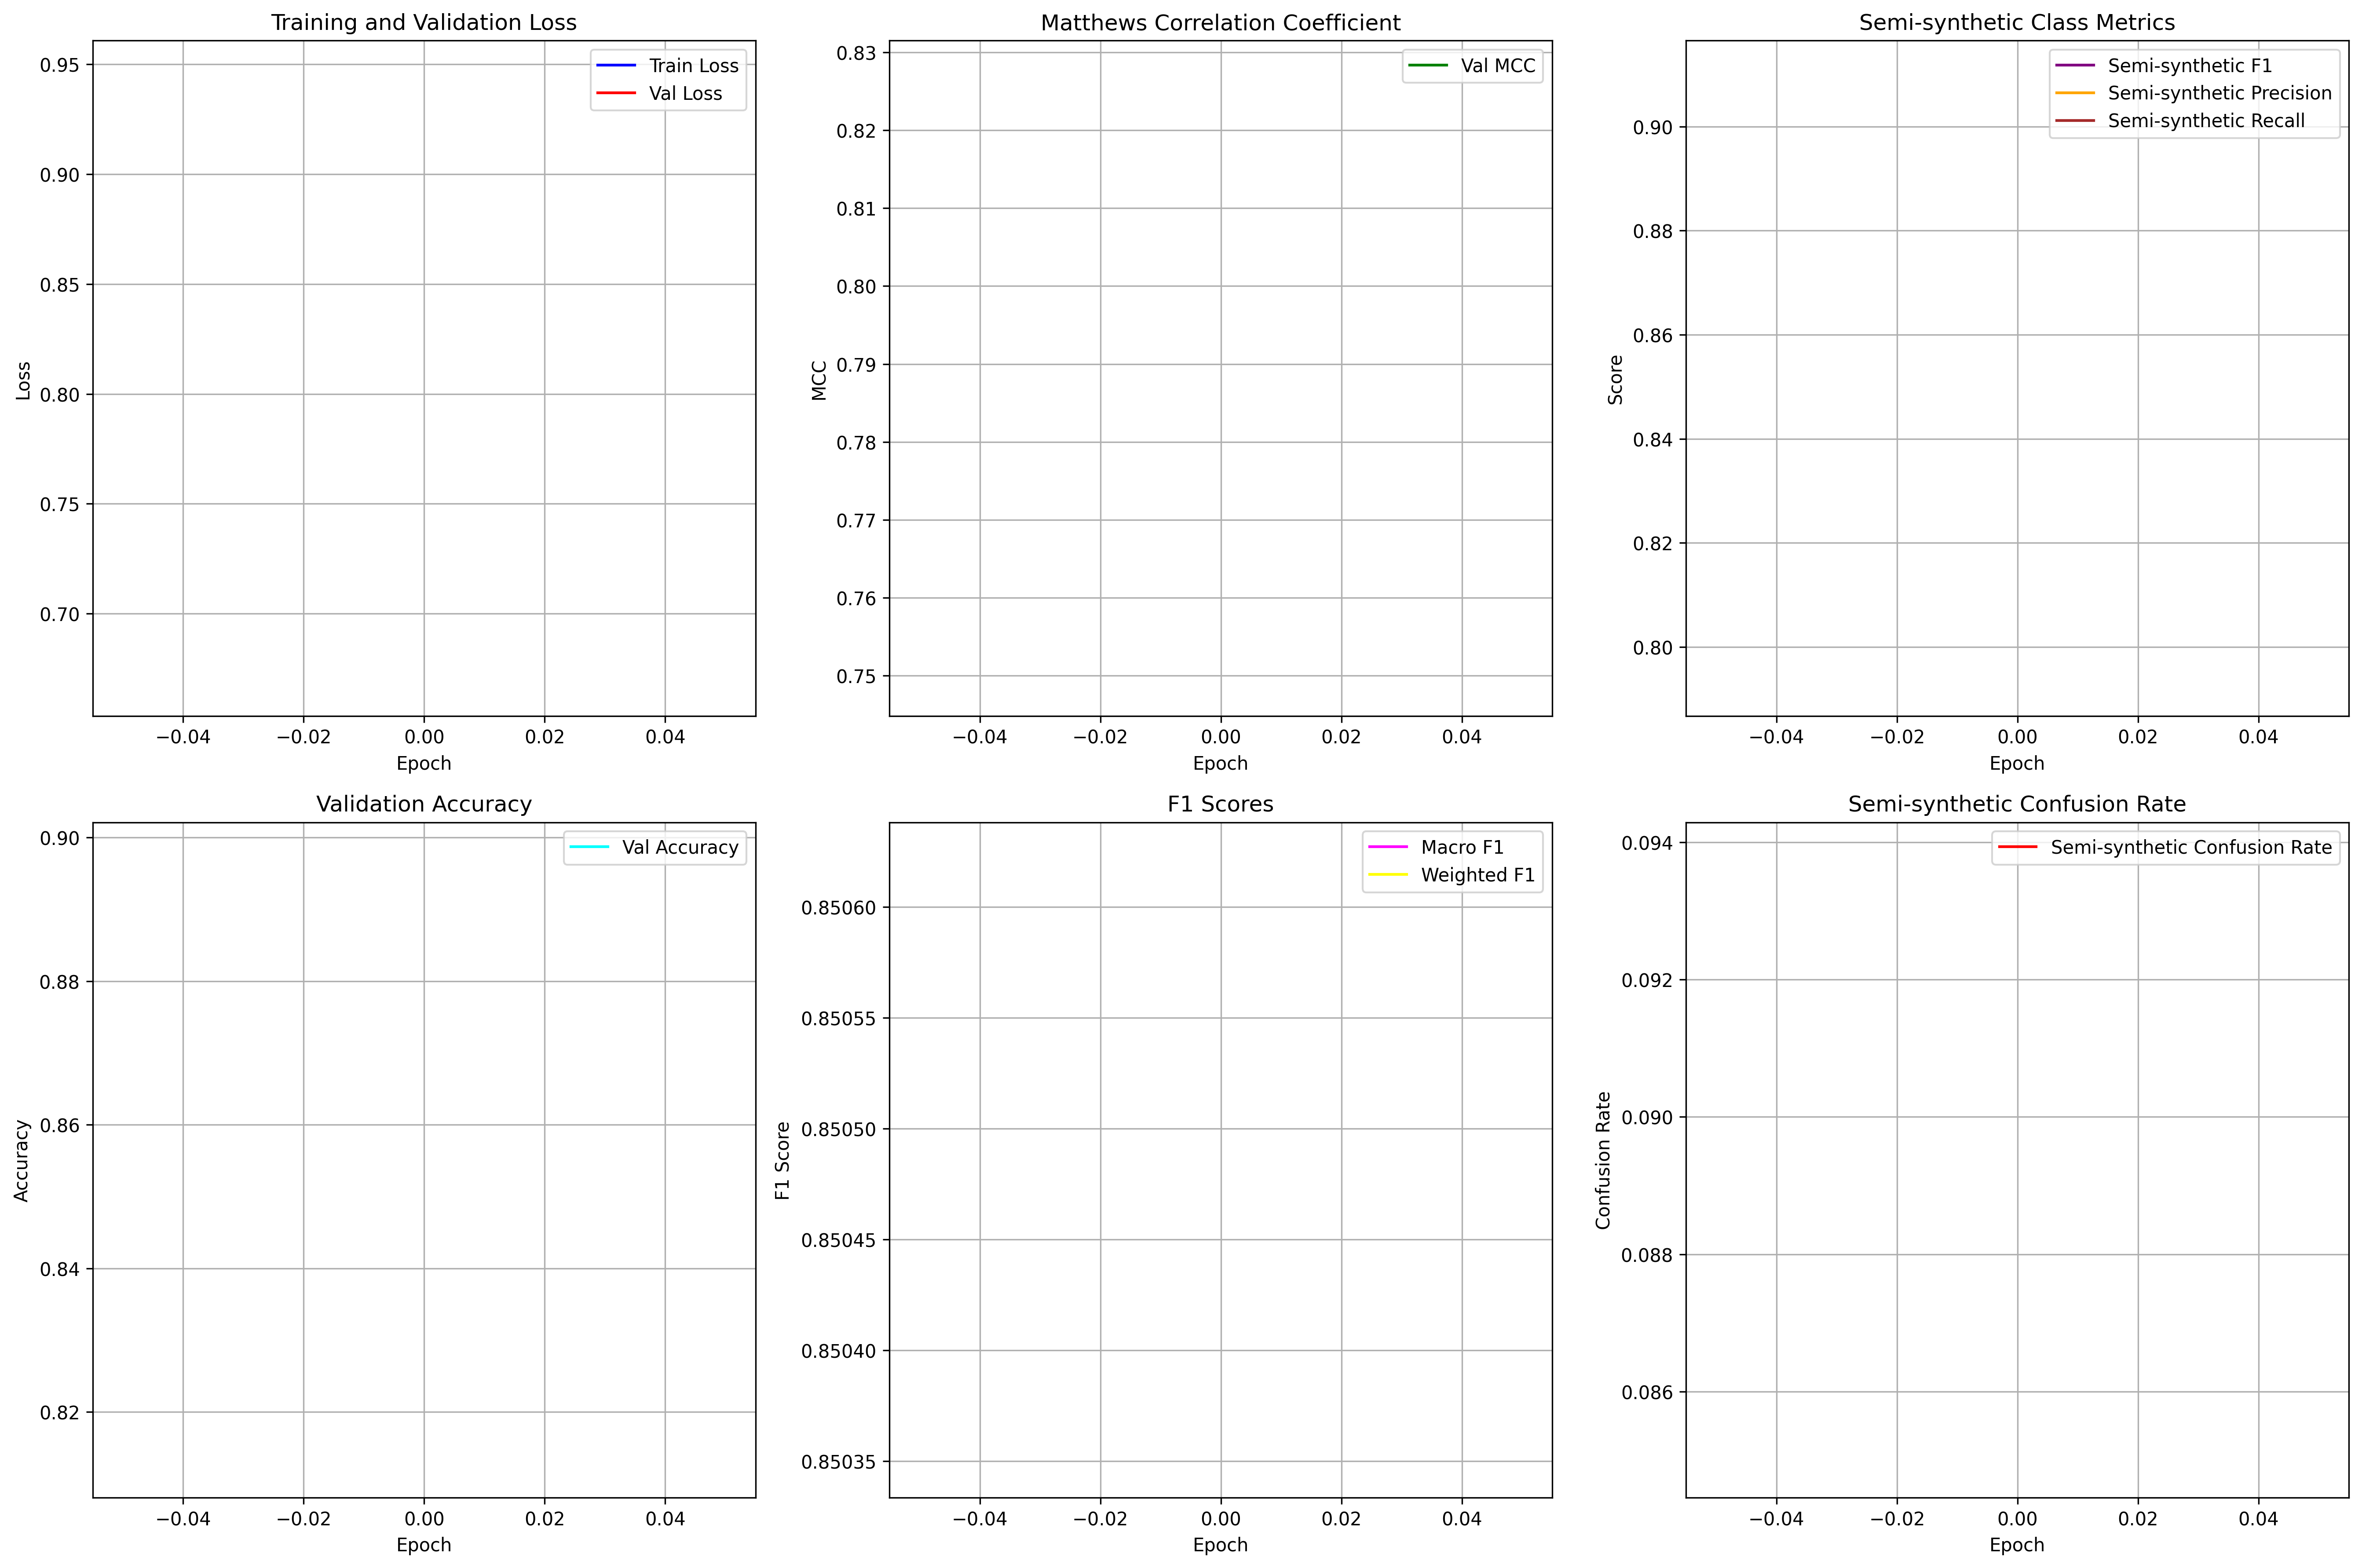 Training and Validation Loss
Train Loss
Val Loss
0.95
0.90
0.85
0.80
0.75
0.70
Loss
−0.04 −0.02 0.00 0.02 0.04
Epoch
Matthews Correlation Coefficient
Val MCC
0.83
0.82
0.81
0.80
0.79
0.78
0.77
0.76
0.75
MCC
−0.04 −0.02 0.00 0.02 0.04
Epoch
Semi-synthetic Class Metrics
Semi-synthetic F1
Semi-synthetic Precision
Semi-synthetic Recall
0.90
0.88
0.86
0.84
0.82
0.80
Score
−0.04 −0.02 0.00 0.02 0.04
Epoch
Validation Accuracy
Val Accuracy
0.90
0.88
0.86
0.84
0.82
Accuracy
−0.04 −0.02 0.00 0.02 0.04
Epoch
F1 Scores
Macro F1
Weighted F1
0.85060
0.85055
0.85050
0.85045
0.85040
0.85035
F1 Score
−0.04 −0.02 0.00 0.02 0.04
Epoch
Semi-synthetic Confusion Rate
Semi-synthetic Confusion Rate
0.094
0.092
0.090
0.088
0.086
Confusion Rate
−0.04 −0.02 0.00 0.02 0.04
Epoch